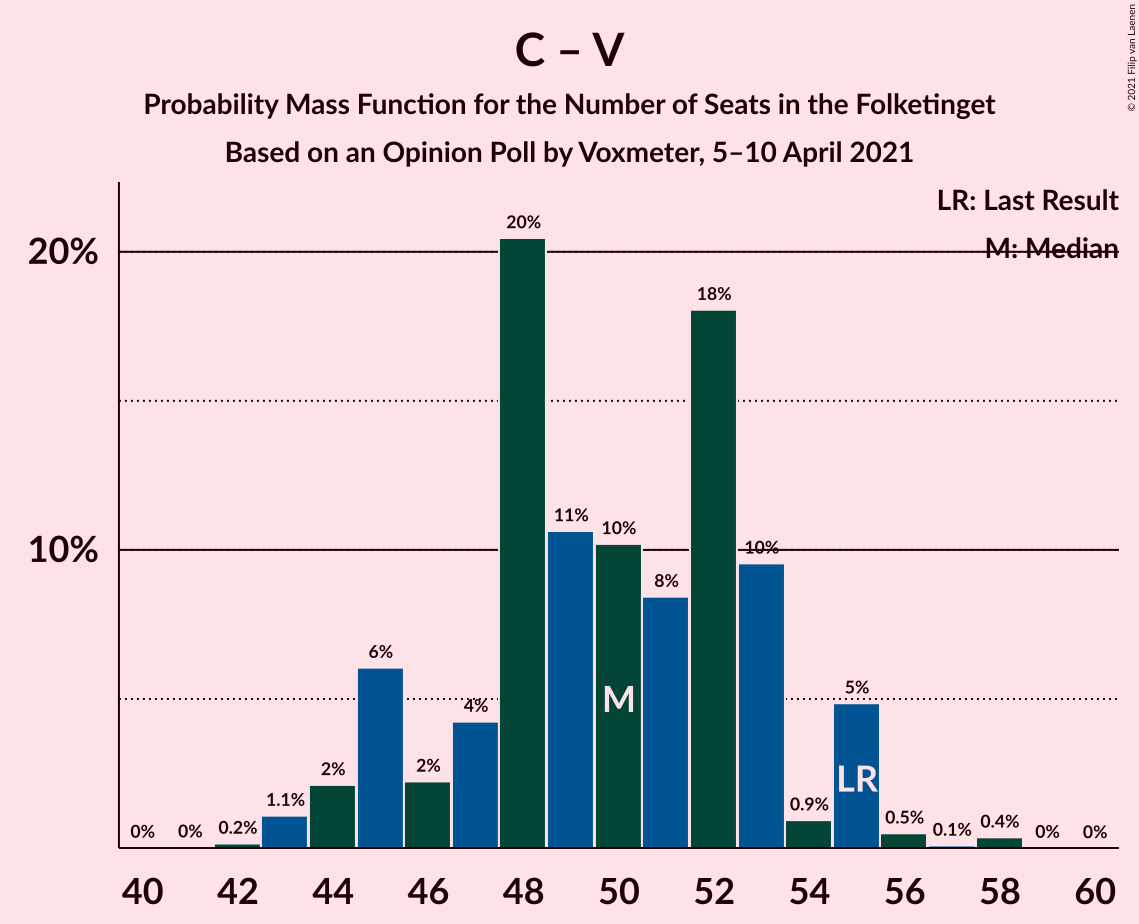 © 2021 Filip van Laenen
C – V
Probability Mass Function for the Number of Seats in the Folketinget
Based on an Opinion Poll by Voxmeter, 5–10 April 2021
LR: Last Result
M: Median
20%
10%
0%
0%
0.2%
1.1%
2%
6%
2%
4%
20%
11%
10%
8%
18%
10%
0.9%
5%
0.5%
0.1%
0.4%
0%
0%
M
LR
40 42 44 46 48 50 52 54 56 58 60